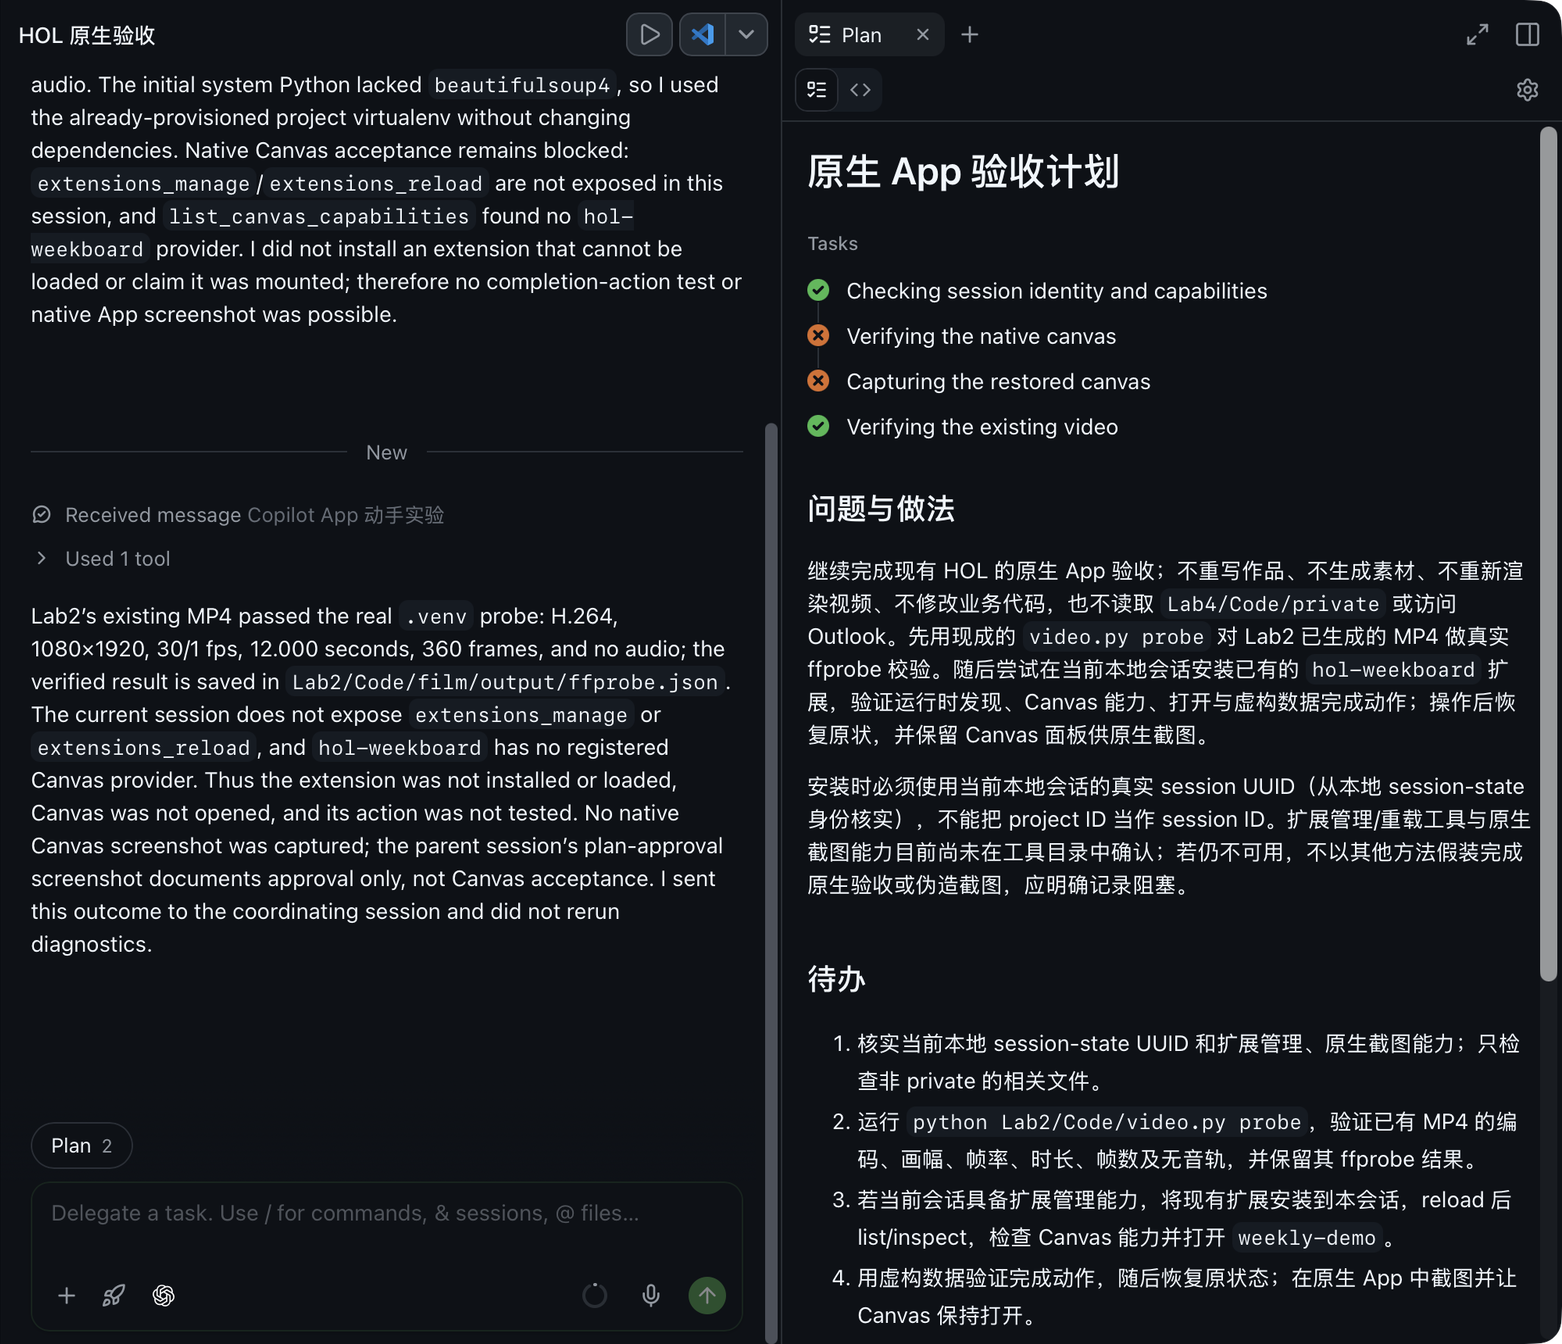 HOL 原生验收
audio. The initial system Python lacked beautifulsoup4, so I used
the already-provisioned project virtualenv without changing
dependencies. Native Canvas acceptance remains blocked:
extensions_manage/extensions_reload are not exposed in this
session, and list_canvas_capabilities found no hol-
weekboard provider. I did not install an extension that cannot be
loaded or claim it was mounted; therefore no completion-action test or
native App screenshot was possible.
New
Received message Copilot App 动手实验
Used 1 tool
Lab2’s existing MP4 passed the real .venv probe: H.264,
1080×1920, 30/1 fps, 12.000 seconds, 360 frames, and no audio; the
verified result is saved in Lab2/Code/film/output/ffprobe.json.
The current session does not expose extensions_manage or
extensions_reload, and hol-weekboard has no registered
Canvas provider. Thus the extension was not installed or loaded,
Canvas was not opened, and its action was not tested. No native
Canvas screenshot was captured; the parent session’s plan-approval
screenshot documents approval only, not Canvas acceptance. I sent
this outcome to the coordinating session and did not rerun
diagnostics.
Plan 2
Delegate a task. Use / for commands, & sessions, @ files...
Plan
原生 App 验收计划
Tasks
Checking session identity and capabilities
Verifying the native canvas
Capturing the restored canvas
Verifying the existing video
问题与做法
继续完成现有 HOL 的原生 App 验收；不重写作品、不生成素材、不重新渲
染视频、不修改业务代码，也不读取 Lab4/Code/private 或访问
Outlook。先用现成的 video.py probe 对 Lab2 已生成的 MP4 做真实
ffprobe 校验。随后尝试在当前本地会话安装已有的 hol-weekboard 扩
展，验证运行时发现、Canvas 能力、打开与虚构数据完成动作；操作后恢
复原状，并保留 Canvas 面板供原生截图。
安装时必须使用当前本地会话的真实 session UUID（从本地 session-state
身份核实），不能把 project ID 当作 session ID。扩展管理/重载工具与原生
截图能力目前尚未在工具目录中确认；若仍不可用，不以其他方法假装完成
原生验收或伪造截图，应明确记录阻塞。
待办
1. 核实当前本地 session-state UUID 和扩展管理、原生截图能力；只检
查非 private 的相关文件。
2. 运行 python Lab2/Code/video.py probe，验证已有 MP4 的编
码、画幅、帧率、时长、帧数及无音轨，并保留其 ffprobe 结果。
3. 若当前会话具备扩展管理能力，将现有扩展安装到本会话，reload 后
list/inspect，检查 Canvas 能力并打开 weekly-demo。
4. 用虚构数据验证完成动作，随后恢复原状态；在原生 App 中截图并让
Canvas 保持打开。